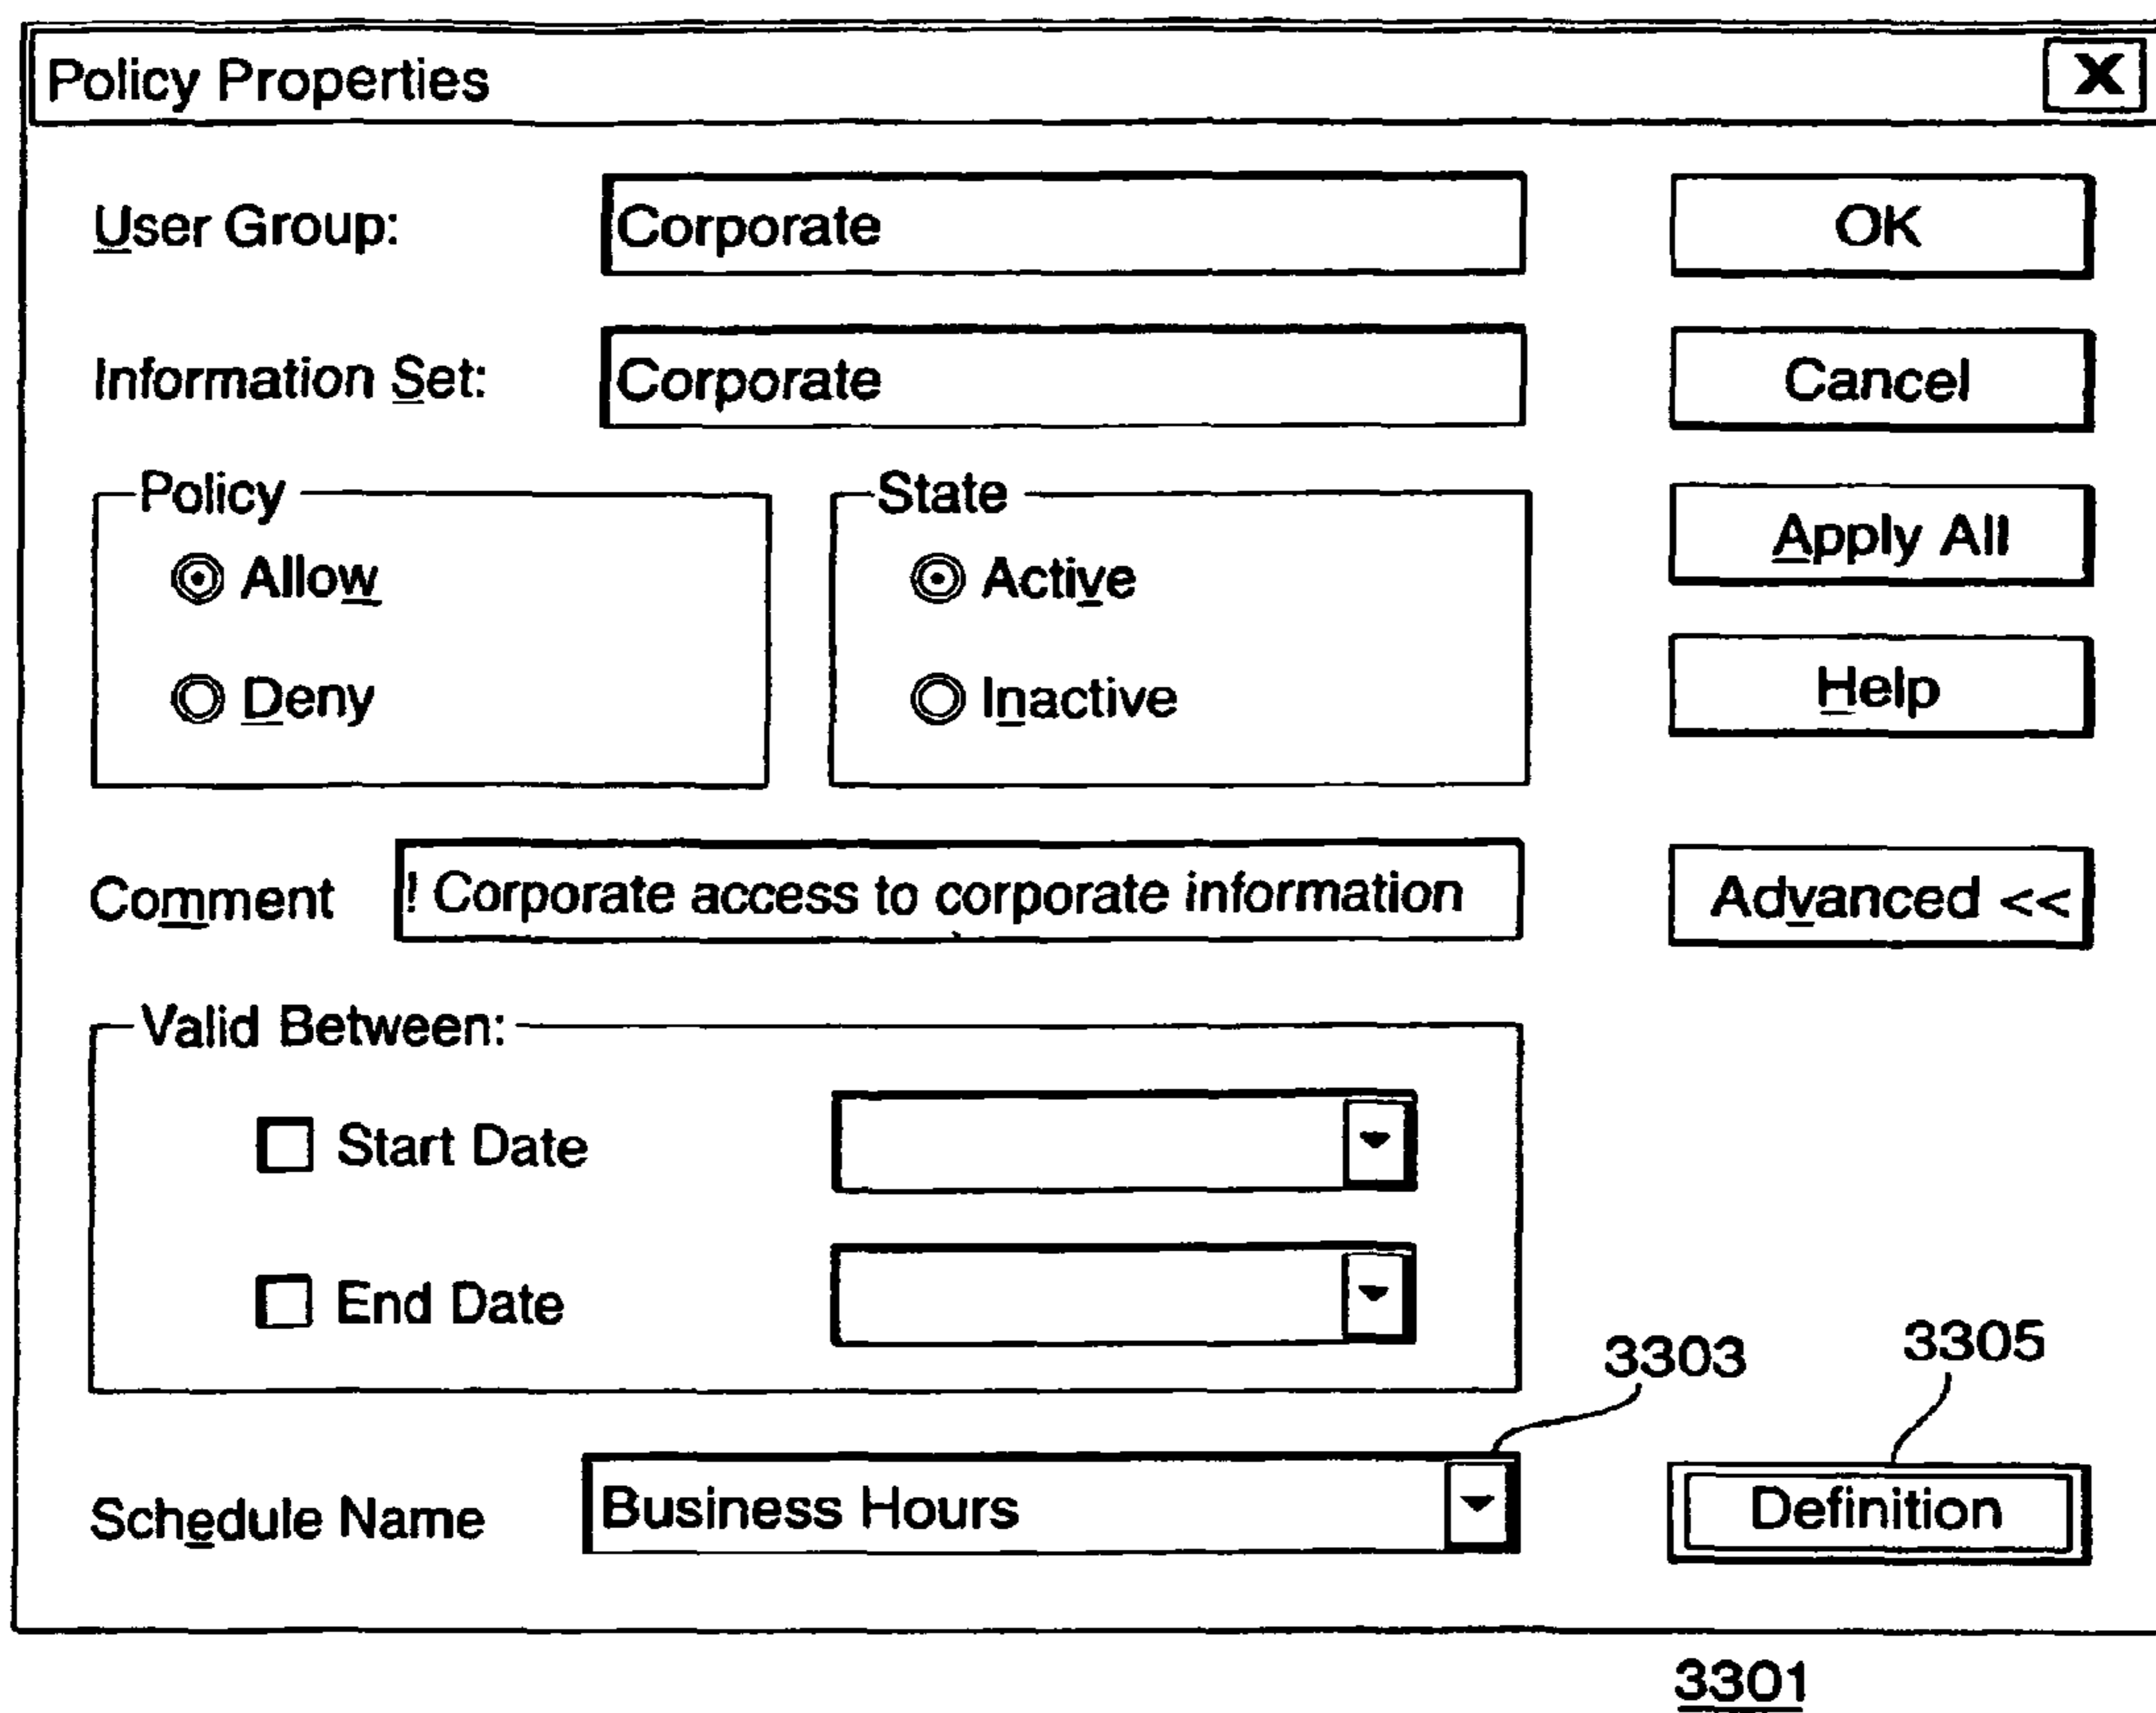 Policy Properties X
User Group: Corporate OK
Information Set: Corporate Cancel
Policy State
Allow Active Apply All
Deny Inactive Help
Comment ! Corporate access to corporate information Advanced <<
Valid Between:
Start Date
End Date
3303 3305
Schedule Name Business Hours Definition
3301